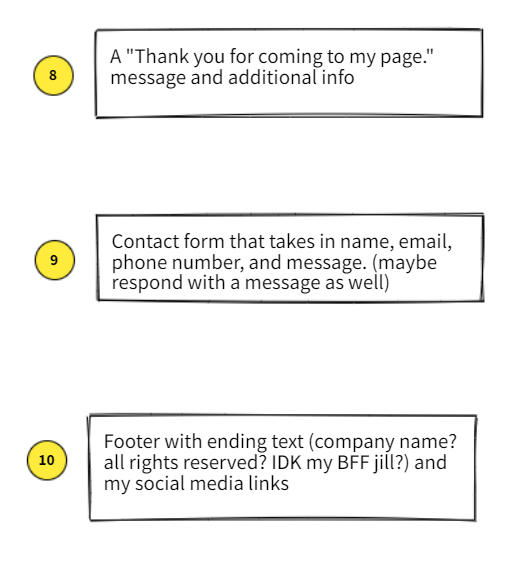 8
A "Thank you for coming to my page."
message and additional info
9
Contact form that takes in name, email,
phone number, and message. (maybe
respond with a message as well)
10
Footer with ending text (company name?
all rights reserved? IDK my BFF jill?) and
my social media links